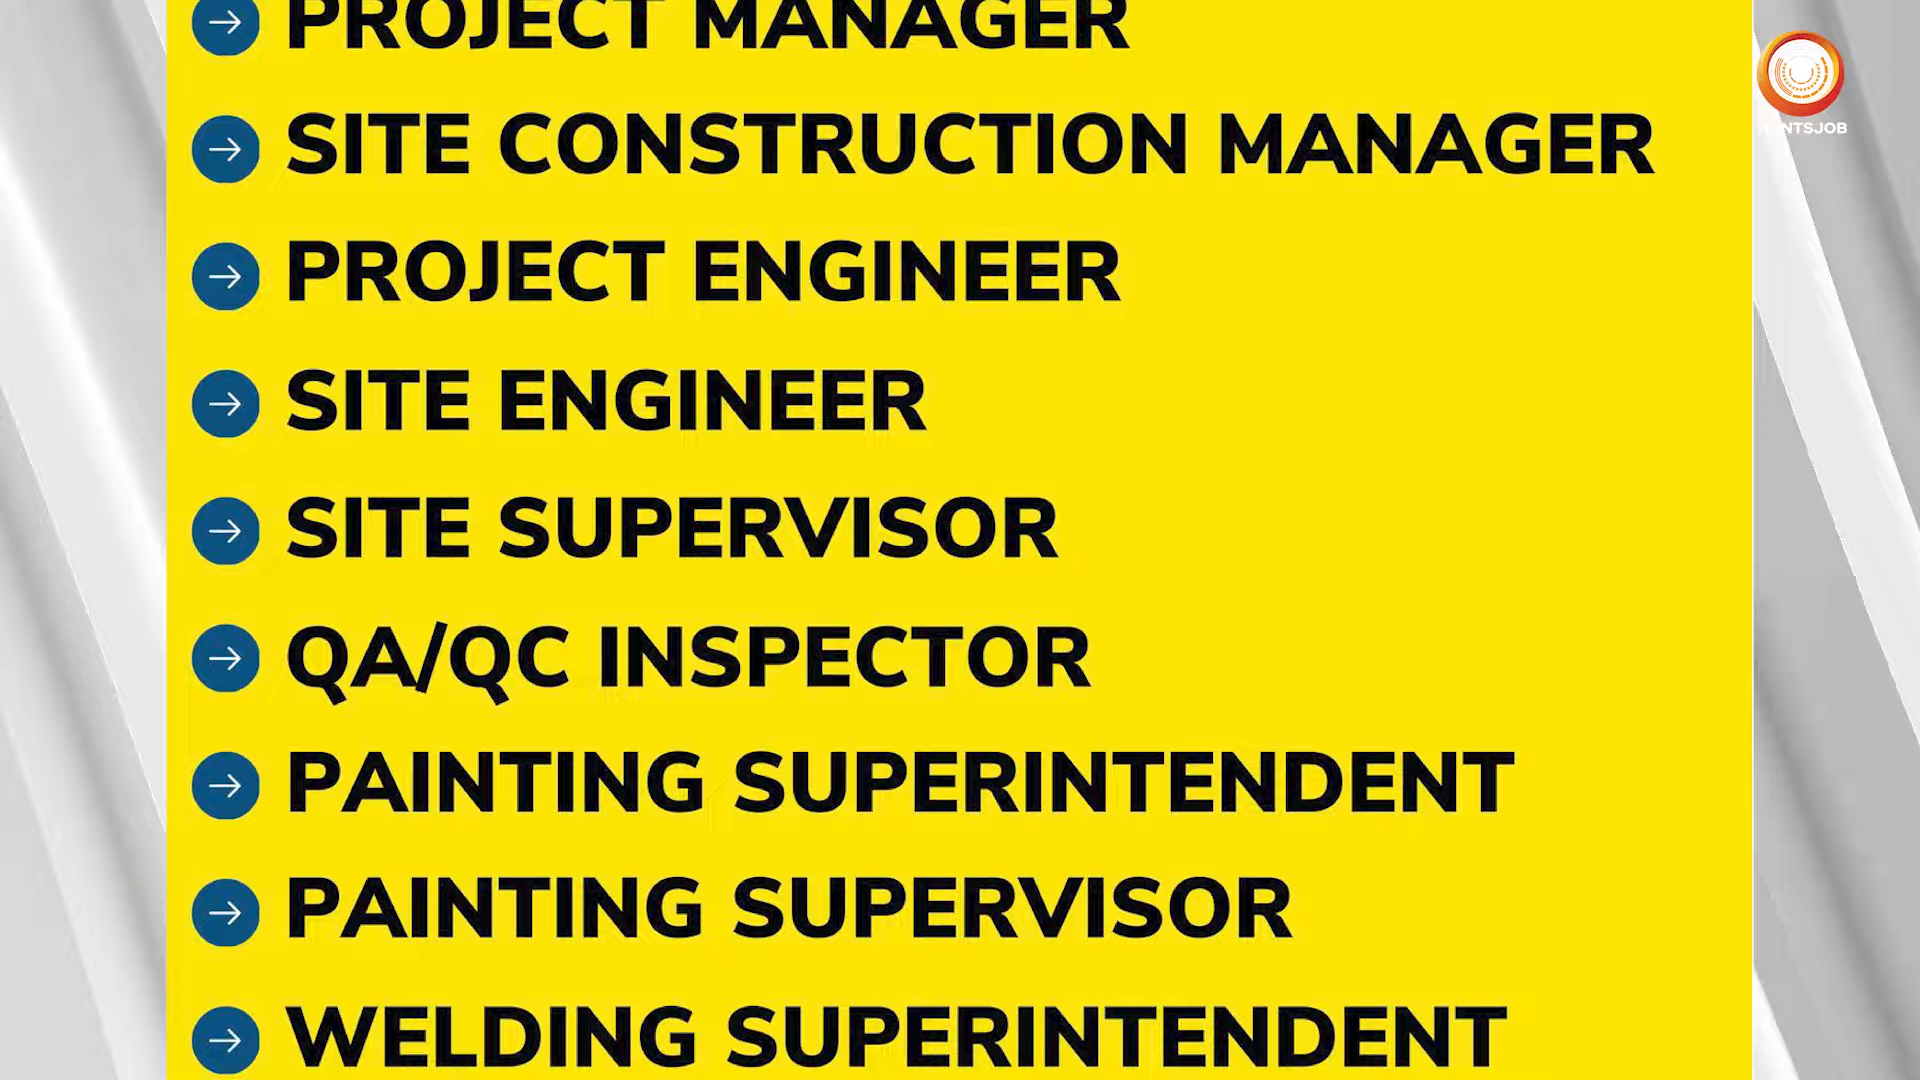 PROJECT MANAGER
SITE CONSTRUCTION MANAGER
PROJECT ENGINEER
SITE ENGINEER
SITE SUPERVISOR
QA/QC INSPECTOR
PAINTING SUPERINTENDENT
PAINTING SUPERVISOR
WELDING SUPERINTENDENT